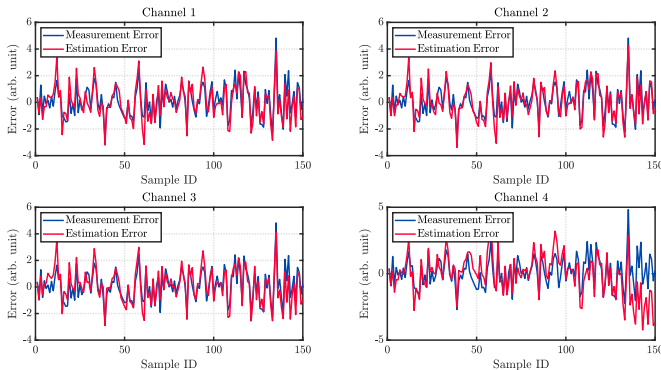 Channel 1
6
4
2
0
-2
-4
Error (arb. unit)
Measurement Error
Estimation Error
0
50
100
150
Sample ID
Channel 2
6
4
2
0
-2
-4
Error (arb. unit)
Measurement Error
Estimation Error
0
50
100
150
Sample ID
Channel 3
6
4
2
0
-2
-4
Error (arb. unit)
Measurement Error
Estimation Error
0
50
100
150
Sample ID
Channel 4
5
0
-5
Error (arb. unit)
Measurement Error
Estimation Error
0
50
100
150
Sample ID